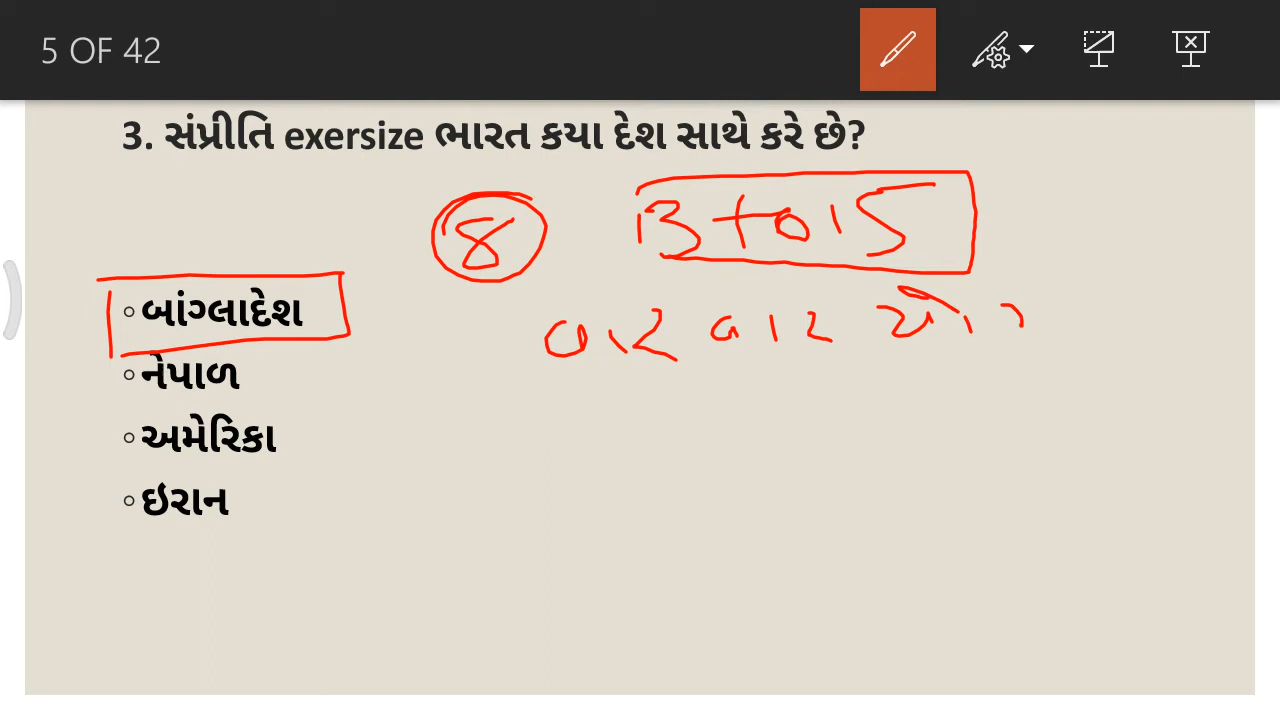 5 OF 42
3. સંપ્રીતિ exersize ભારત કયા દેશ સાથે કરે છે?
8 13 to 15
○ બાંગ્લાદેશ
વાર વાર
○ નેપાળ
○ અમેરિકા
○ ઇરાન